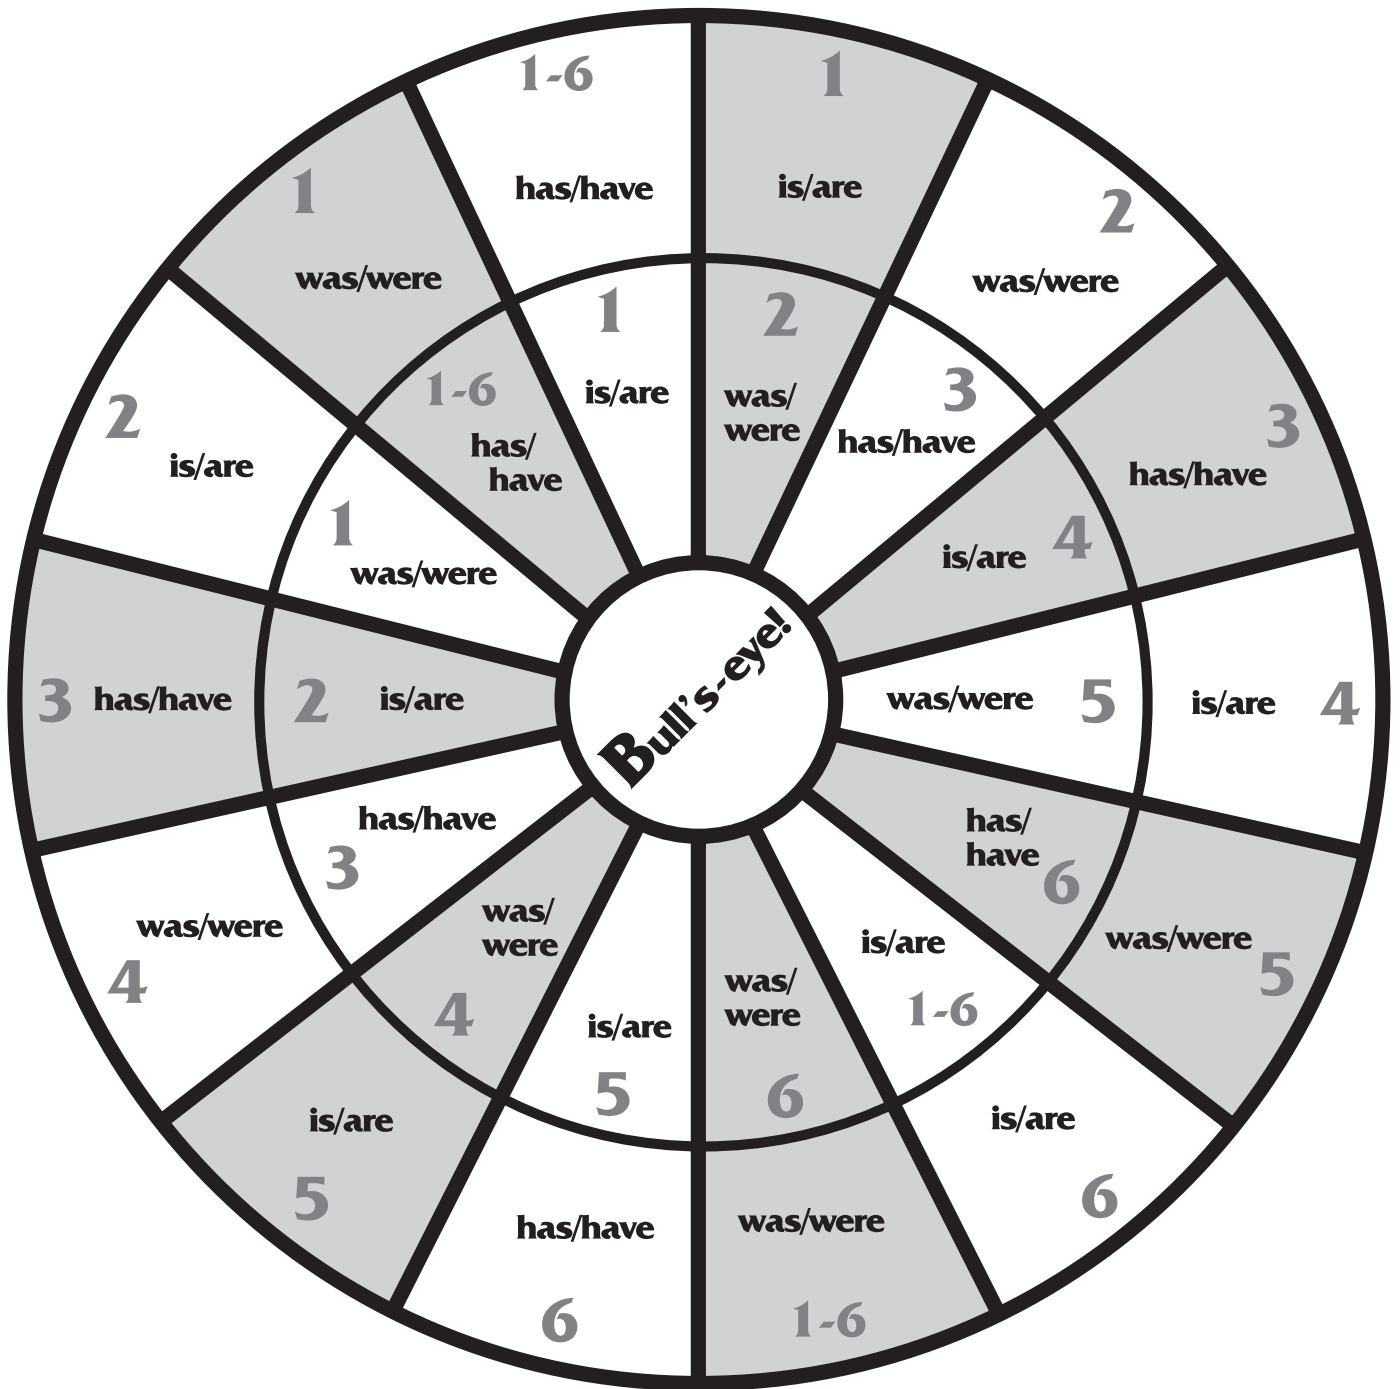 1-6
has/have
1
is/are
2
was/were
3
has/have
4
is/are
5
was/were
6
is/are
1-6
was/were
6
has/have
5
is/are
4
was/were
3
has/have
2
is/are
1
was/were
1
is/are
2
was/
were
3
has/have
4
is/are
5
was/were
6
has/
have
1-6
is/are
6
was/
were
5
is/are
4
was/
were
3
has/have
2
is/are
1
was/were
1-6
has/
have
Bull's-eye!